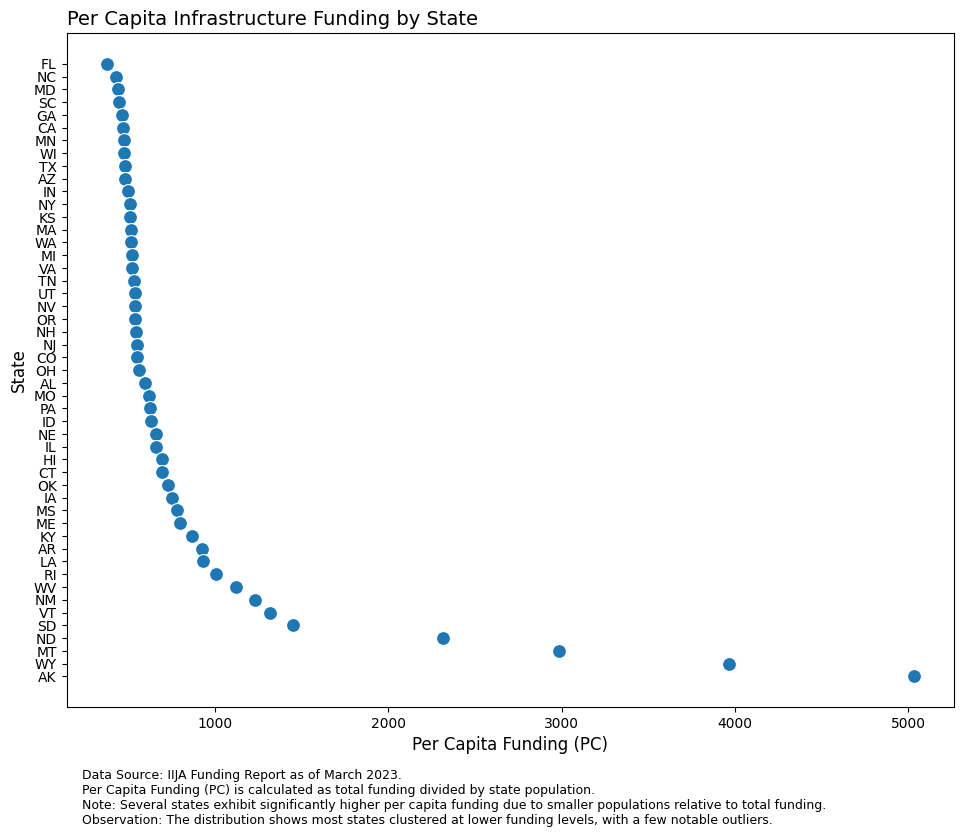 Per Capita Infrastructure Funding by State
FL
NC
MD
SC
GA
CA
MN
WI
TX
AZ
IN
NY
KS
MA
WA
MI
VA
TN
UT
NV
OR
NH
NJ
CO
OH
AL
MO
PA
ID
NE
IL
HI
CT
OK
IA
MS
ME
KY
AR
LA
RI
WV
NM
VT
SD
ND
MT
WY
AK
State
1000 2000 3000 4000 5000
Per Capita Funding (PC)
Data Source: IIJA Funding Report as of March 2023.
Per Capita Funding (PC) is calculated as total funding divided by state population.
Note: Several states exhibit significantly higher per capita funding due to smaller populations relative to total funding.
Observation: The distribution shows most states clustered at lower funding levels, with a few notable outliers.